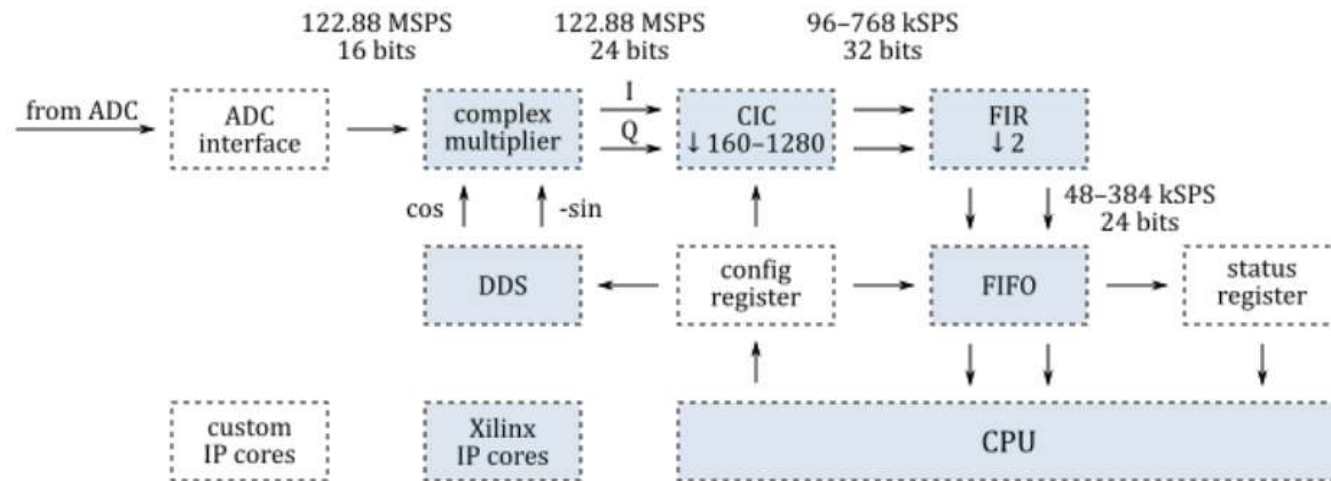 122.88 MSPS
16 bits
122.88 MSPS
24 bits
96–768 kSPS
32 bits
from ADC
ADC
interface
complex
multiplier
I
Q
CIC
↓160–1280
FIR
↓2
cos
-sin
48–384 kSPS
24 bits
DDS
config
register
FIFO
status
register
custom
IP cores
Xilinx
IP cores
CPU